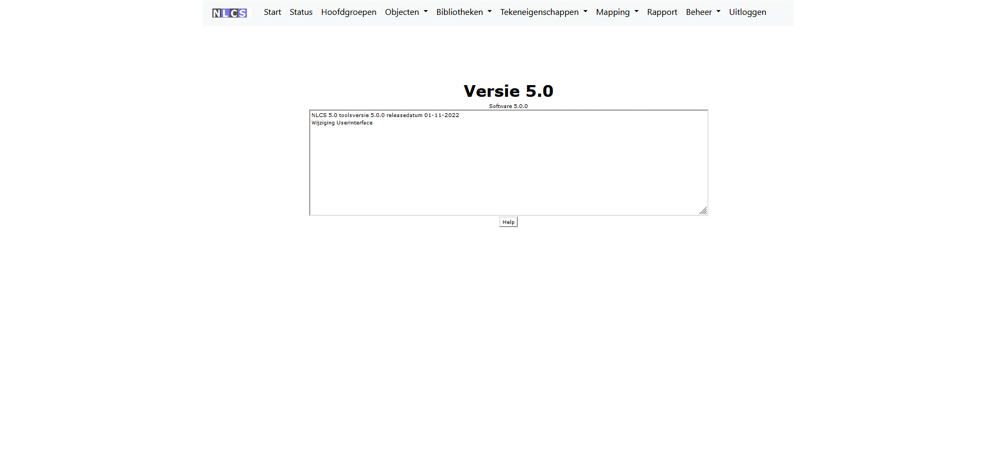 NLCS Start Status Hoofdgroepen Objecten Bibliotheken Tekeneigenschappen Mapping Rapport Beheer Uitloggen
Versie 5.0
Software 5.0.0
NLCS 5.0 toolsversie 5.0.0 releasedatum 01-11-2022
Wijziging Userinterface
Help